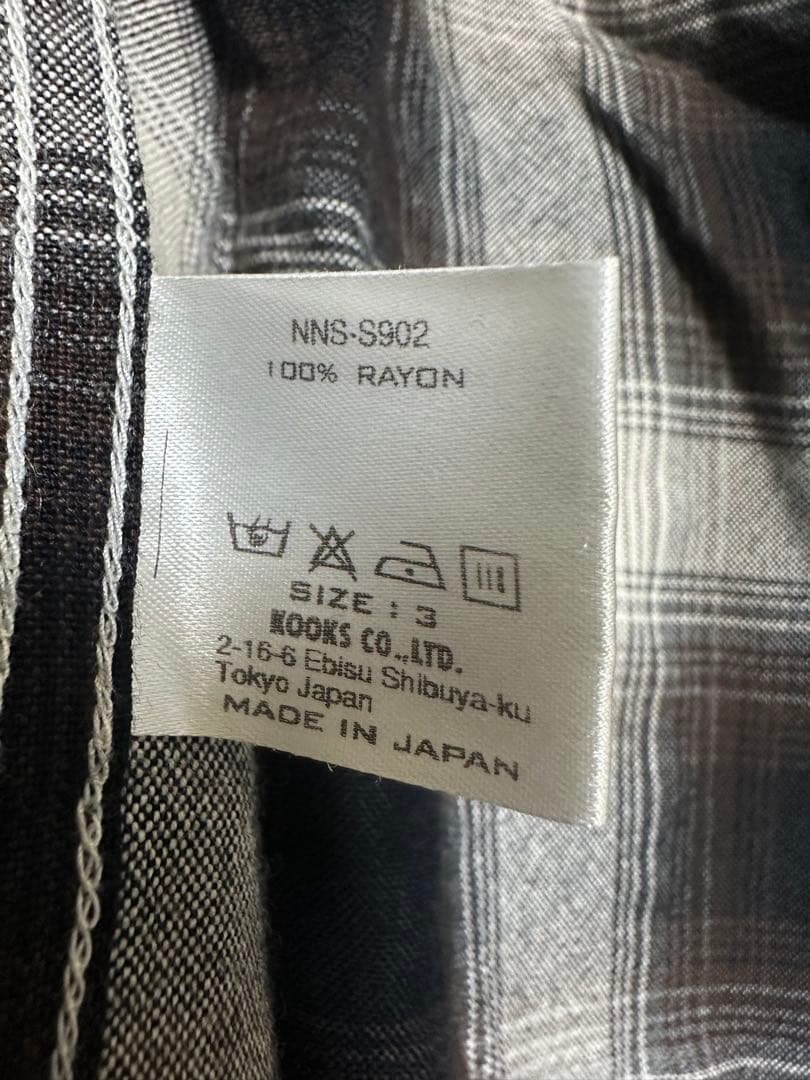 NNS-S902
100% RAYON
SIZE : 3
KOOKS CO.,LTD.
2-16-6 Ebisu Shibuya-ku
Tokyo Japan
MADE IN JAPAN